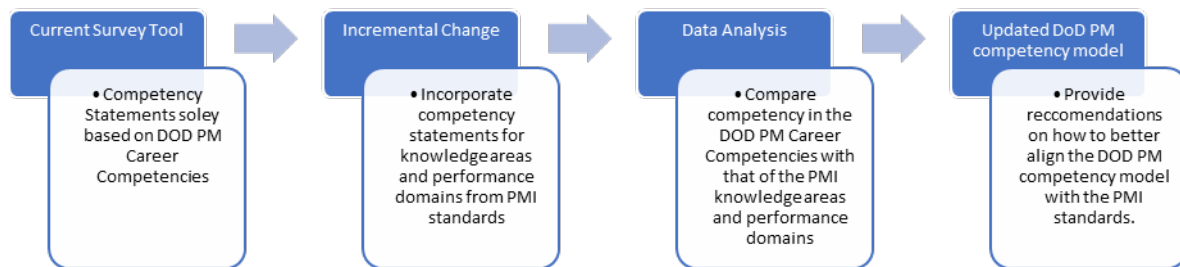 Current Survey Tool
• Competency
Statements soley
based on DOD PM
Career
Competencies
Incremental Change
• Incorporate
competency
statements for
knowledge areas
and performance
domains from PMI
standards
Data Analysis
• Compare
competency in the
DOD PM Career
Competencies with
that of the PMI
knowledge areas
and performance
domains
Updated DoD PM
competency model
• Provide
reccomendations
on how to better
align the DOD PM
competency model
with the PMI
standards.